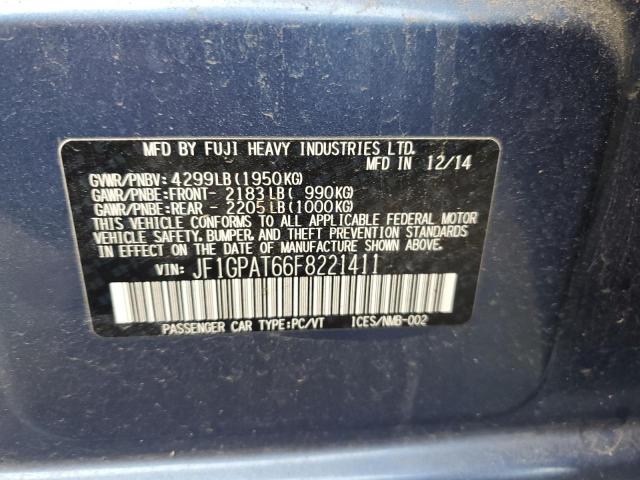 MFD BY FUJI HEAVY INDUSTRIES LTD.
MFD IN 12/14
GVWR/PNBV: 4299LB(1950KG)
GAWR/PNBE:FRONT- 2183LB( 990KG)
GAWR/PNBE:REAR - 2205LB(1000KG)
THIS VEHICLE CONFORMS TO ALL APPLICABLE FEDERAL MOTOR
VEHICLE SAFETY, BUMPER, AND THEFT PREVENTION STANDARDS
IN EFFECT ON THE DATE OF MANUFACTURE SHOWN ABOVE.
VIN: JF1GPAT66F8221411
PASSENGER CAR TYPE:PC/VT ICES/NMB-002